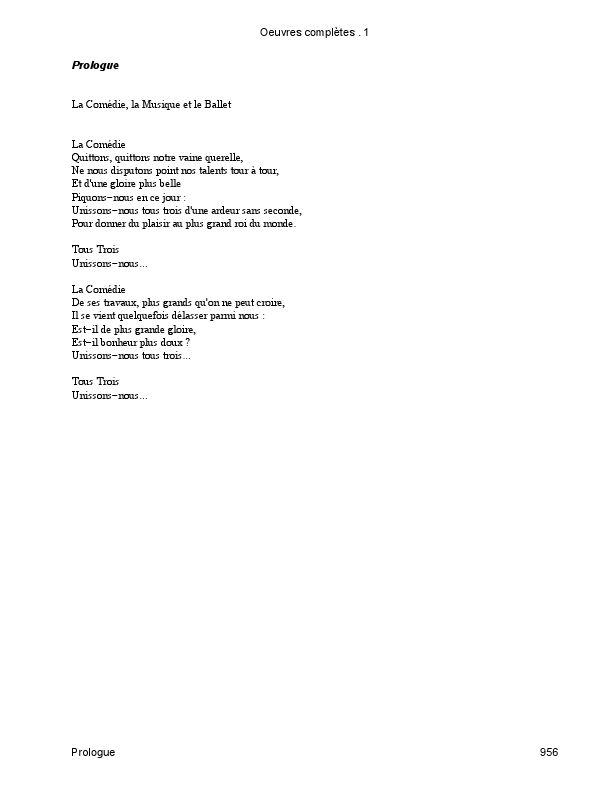 Oeuvres complètes . 1
Prologue
La Comédie, la Musique et le Ballet
La Comédie
Quittons, quittons notre vaine querelle,
Ne nous disputons point nos talents tour à tour,
Et d'une gloire plus belle
Piquons−nous en ce jour :
Unissons−nous tous trois d'une ardeur sans seconde,
Pour donner du plaisir au plus grand roi du monde.
Tous Trois
Unissons−nous...
La Comédie
De ses travaux, plus grands qu'on ne peut croire,
Il se vient quelquefois délasser parmi nous :
Est−il de plus grande gloire,
Est−il bonheur plus doux ?
Unissons−nous tous trois...
Tous Trois
Unissons−nous...
Prologue 956